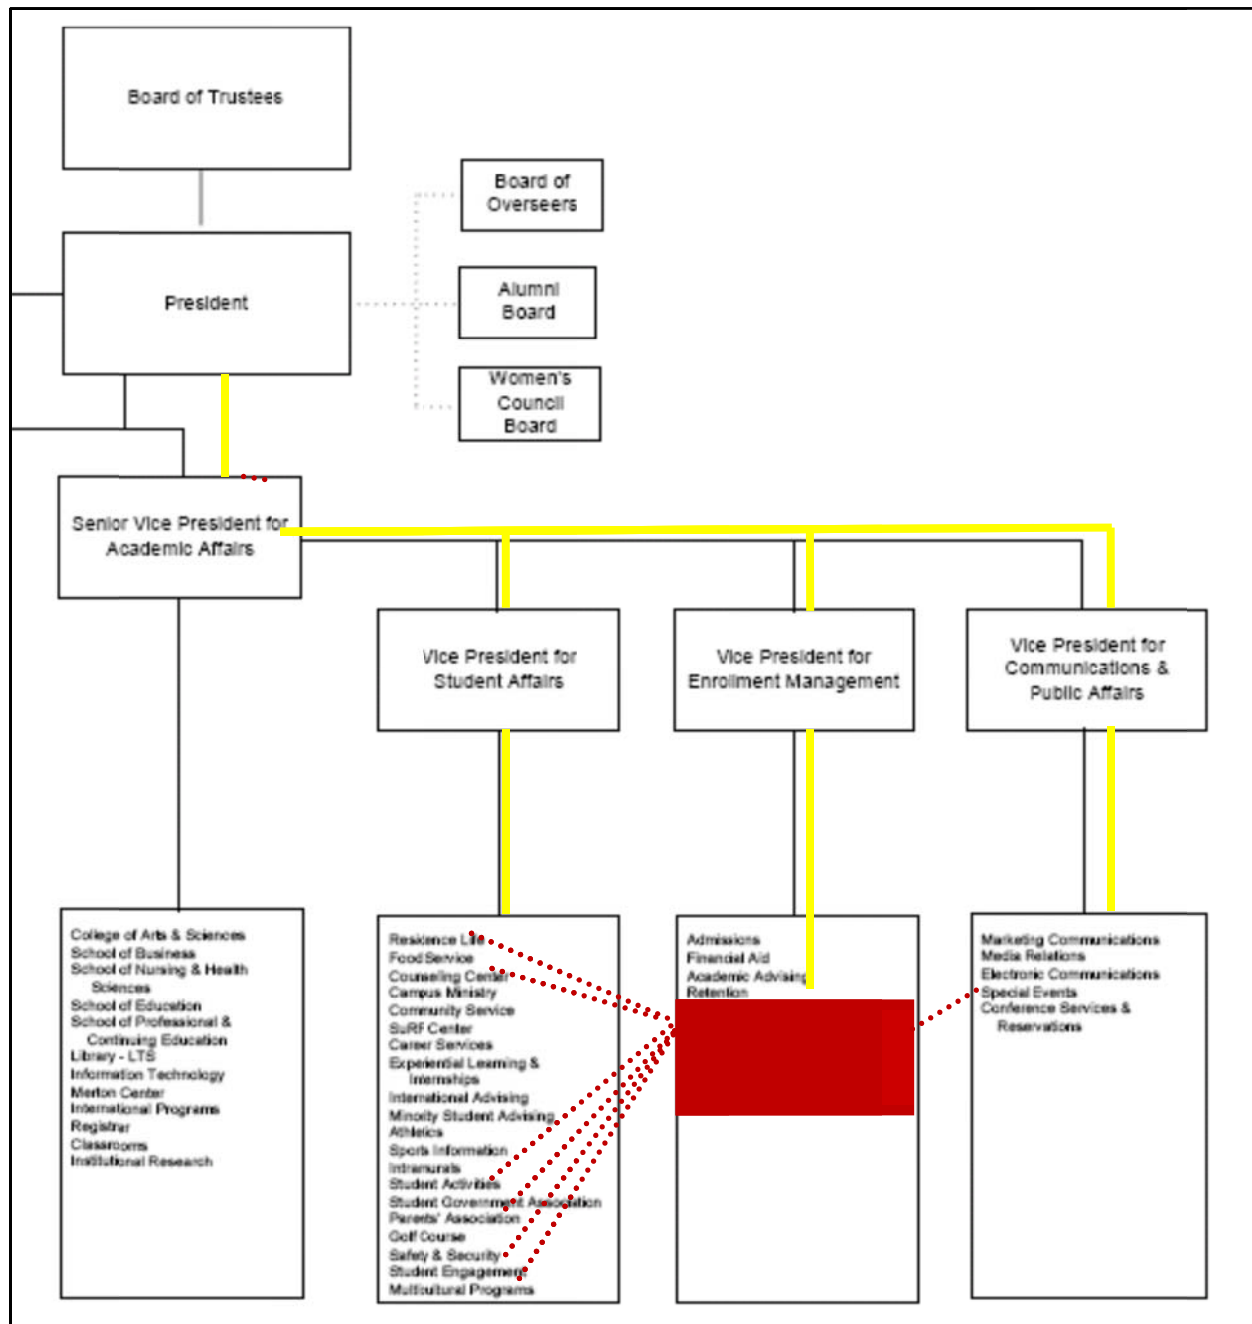 Board of Trustees
Board of
Overseers
President
Alumni
Board
Women's
Council
Board
Senior Vice President for
Academic Affairs
Vice President for
Student Affairs
Vice President for
Enrollment Management
Vice President for
Communications &
Public Affairs
College of Arts & Sciences
School of Business
School of Nursing & Health
Sciences
School of Education
School of Professional &
Continuing Education
Library - LTS
Information Technology
Merton Center
International Programs
Registrar
Classrooms
Institutional Research
Residence Life
Food Service
Counseling Center
Campus Ministry
Community Service
SuRF Center
Career Services
Experiential Learning &
Internships
International Advising
Minority Student Advising
Athletics
Sports Information
Intramurals
Student Activities
Student Government Association
Parents' Association
Golf Course
Safety & Security
Student Engagement
Multicultural Programs
Admissions
Financial Aid
Academic Advising
Retention
Marketing Communications
Media Relations
Electronic Communications
Special Events
Conference Services &
Reservations